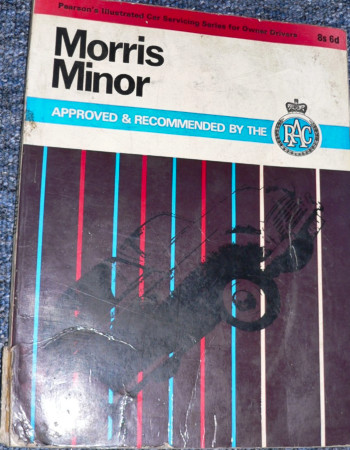 Pearson's Illustrated Car Servicing Series for Owner Drivers
8s 6d
Morris
Minor
APPROVED & RECOMMENDED BY THE
RAC